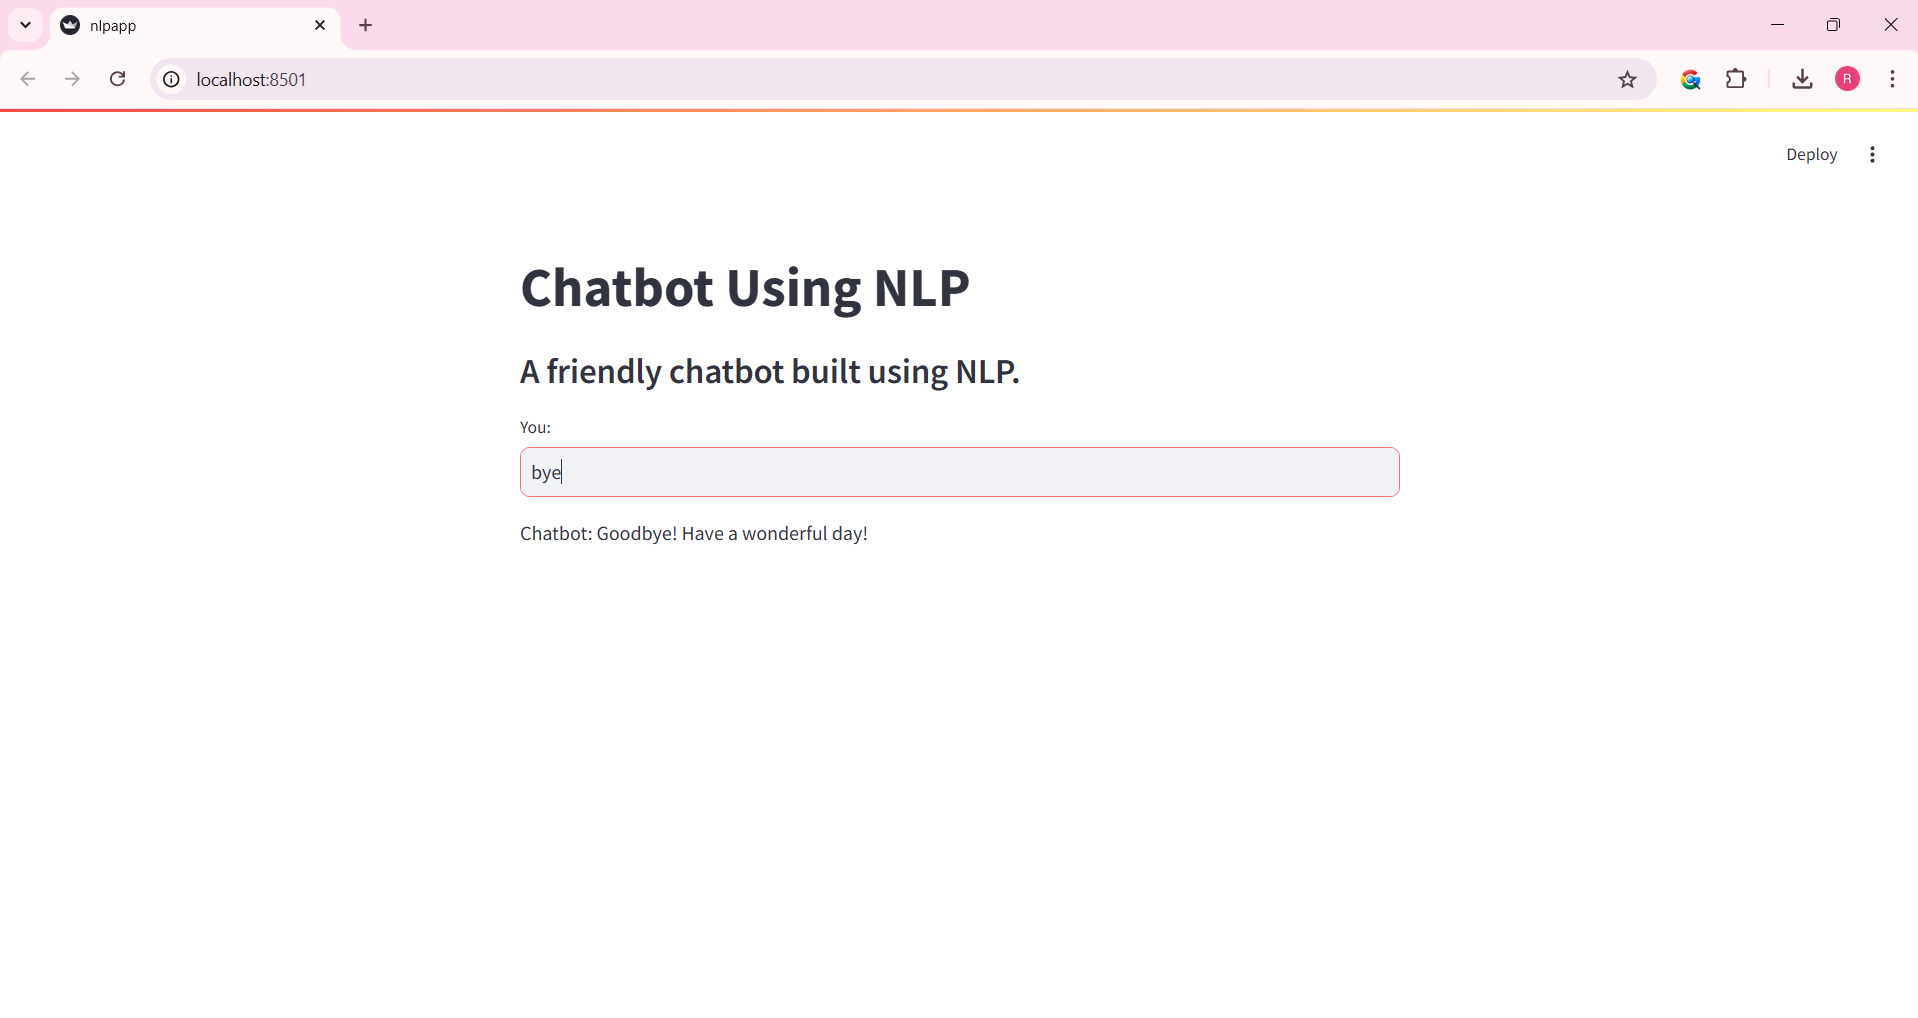 nlpapp
localhost:8501
R
Deploy
Chatbot Using NLP
A friendly chatbot built using NLP.
You:
bye
Chatbot: Goodbye! Have a wonderful day!